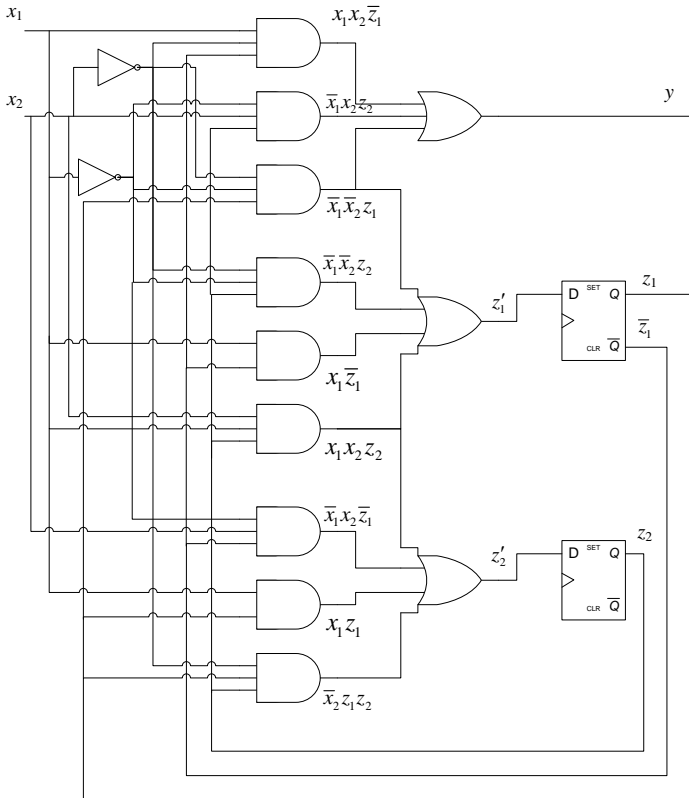 x₁
x₁x₂z̅₁
x₂
x̅₁x₂z₂
y
x̅₁x̅₂z₁
x̅₁x̅₂z₂
z₁′
D SET Q
z₁
CLR Q̅
z̅₁
x₁z̅₁
x₁x₂z₂
x̅₁x₂z̅₁
z₂′
D SET Q
z₂
CLR Q̅
x₁z₁
x̅₂z₁z₂